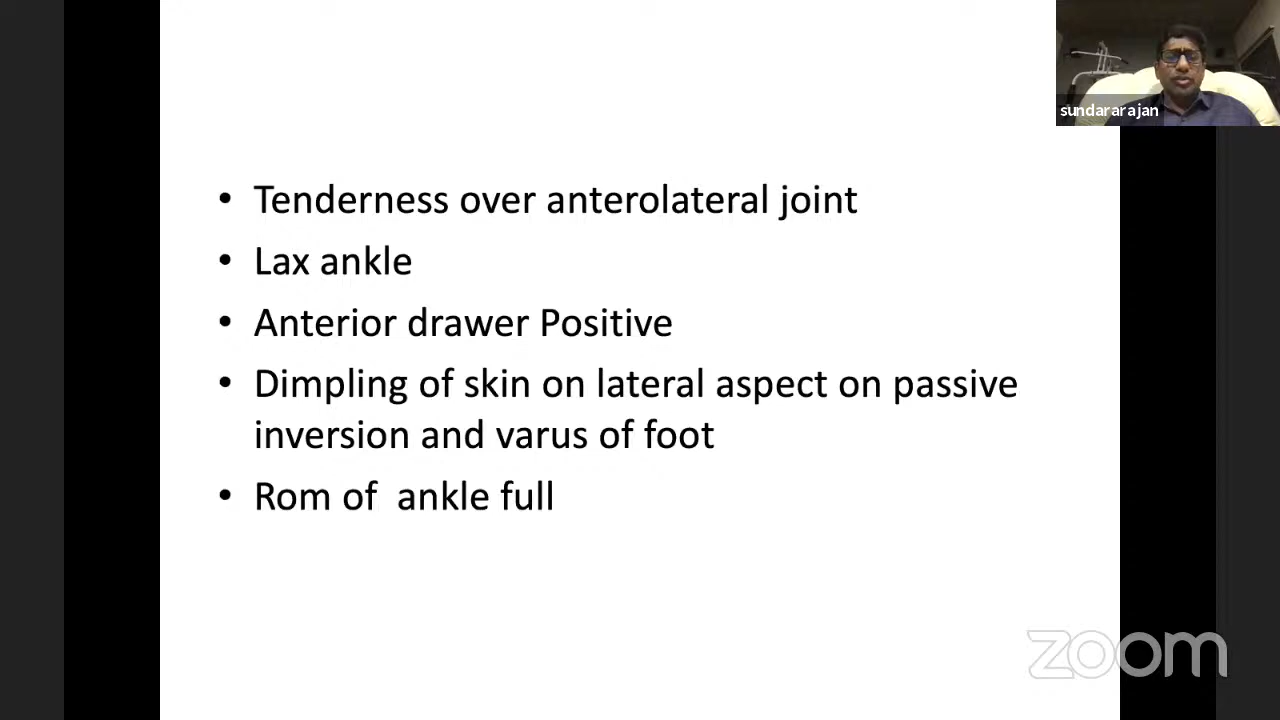 sundararajan
• Tenderness over anterolateral joint
• Lax ankle
• Anterior drawer Positive
• Dimpling of skin on lateral aspect on passive
inversion and varus of foot
• Rom of  ankle full
zoom